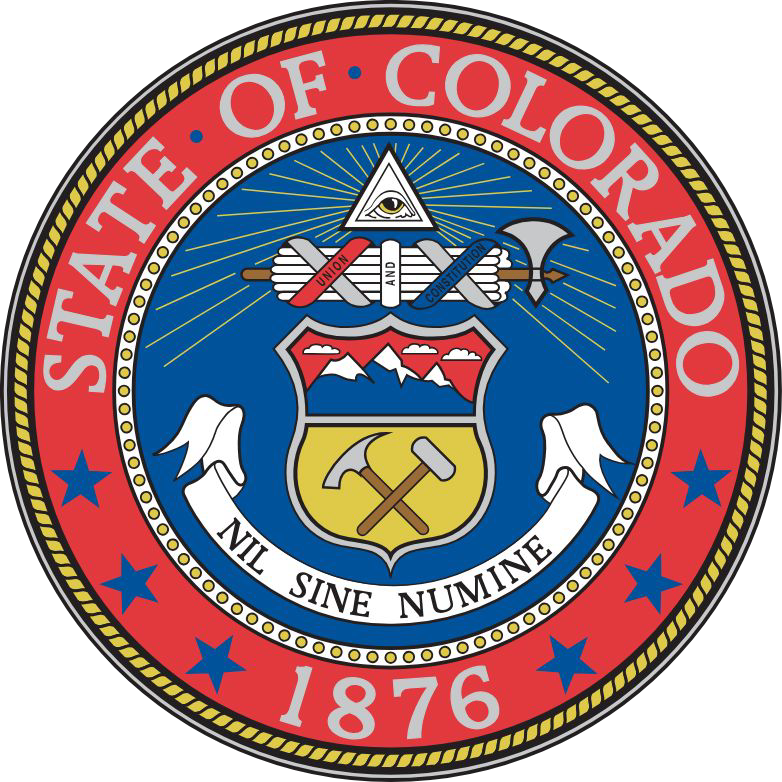 STATE · OF · COLORADO
UNION AND CONSTITUTION
NIL SINE NUMINE
1876